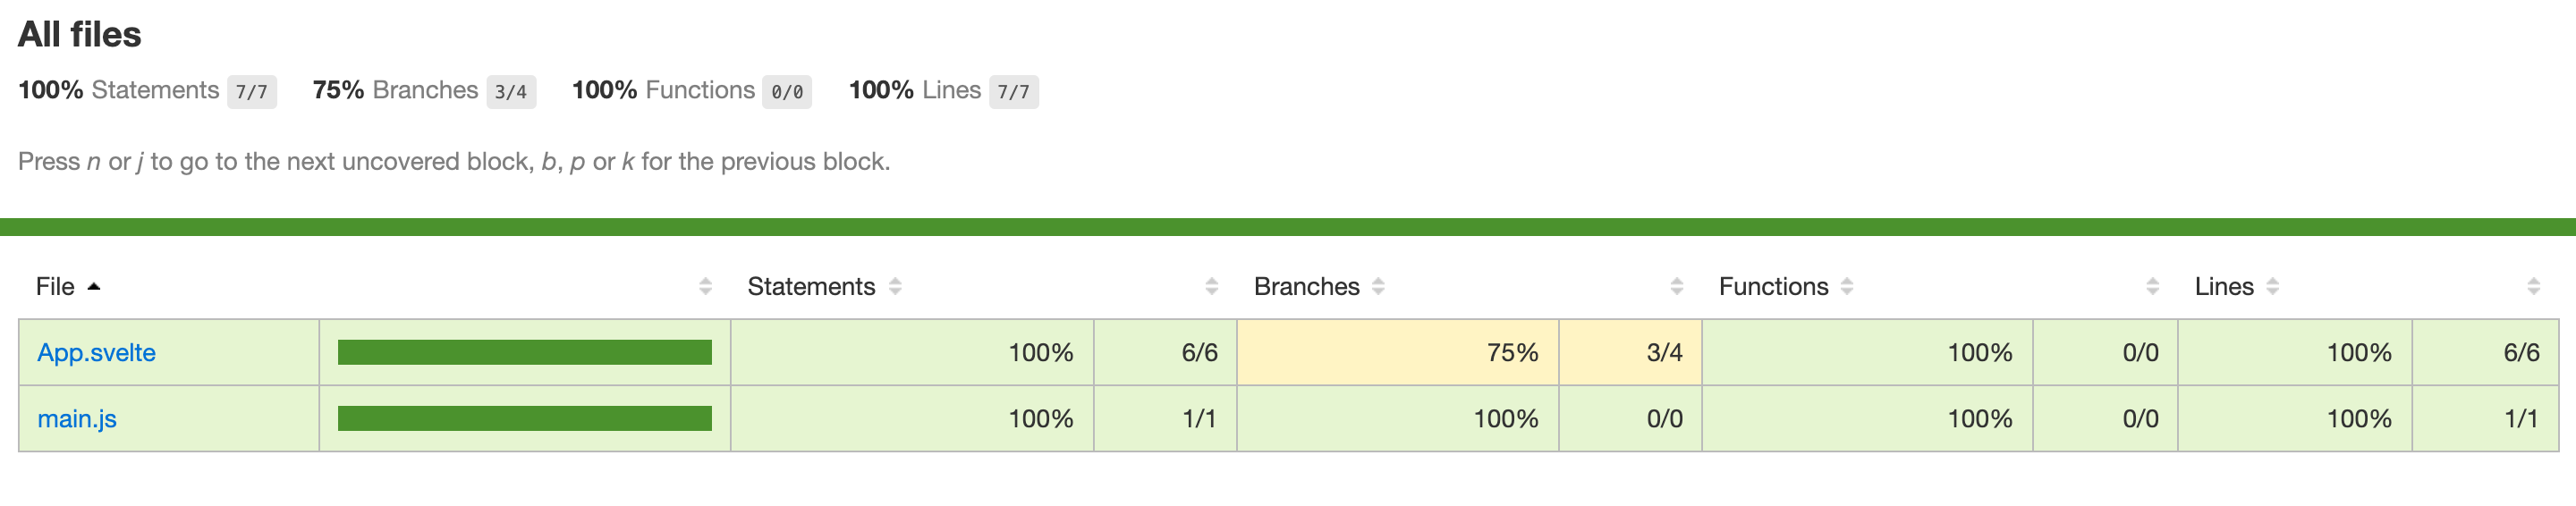 All files
100% Statements 7/7 75% Branches 3/4 100% Functions 0/0 100% Lines 7/7
Press n or j to go to the next uncovered block, b, p or k for the previous block.
File Statements Branches Functions Lines
App.svelte 100% 6/6 75% 3/4 100% 0/0 100% 6/6
main.js 100% 1/1 100% 0/0 100% 0/0 100% 1/1